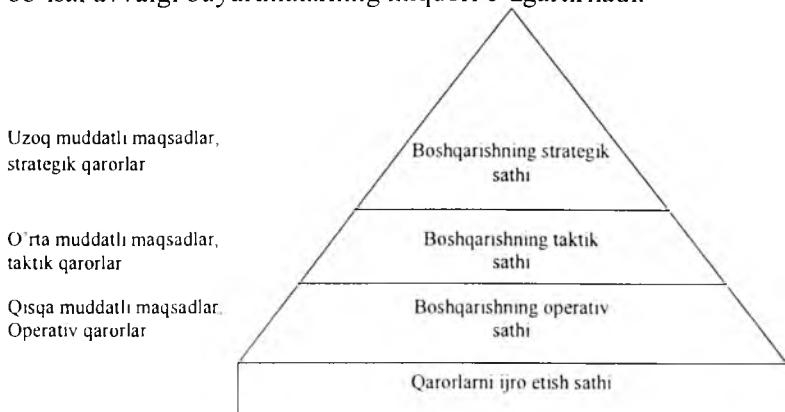 Uzoq muddatli maqsadlar,
strategik qarorlar
Boshqarishning strategik
sathi
O'rta muddatli maqsadlar,
taktik qarorlar
Boshqarishning taktik
sathi
Qisqa muddatli maqsadlar,
Operativ qarorlar
Boshqarishning operativ
sathi
Qarorlarni ijro etish sathi